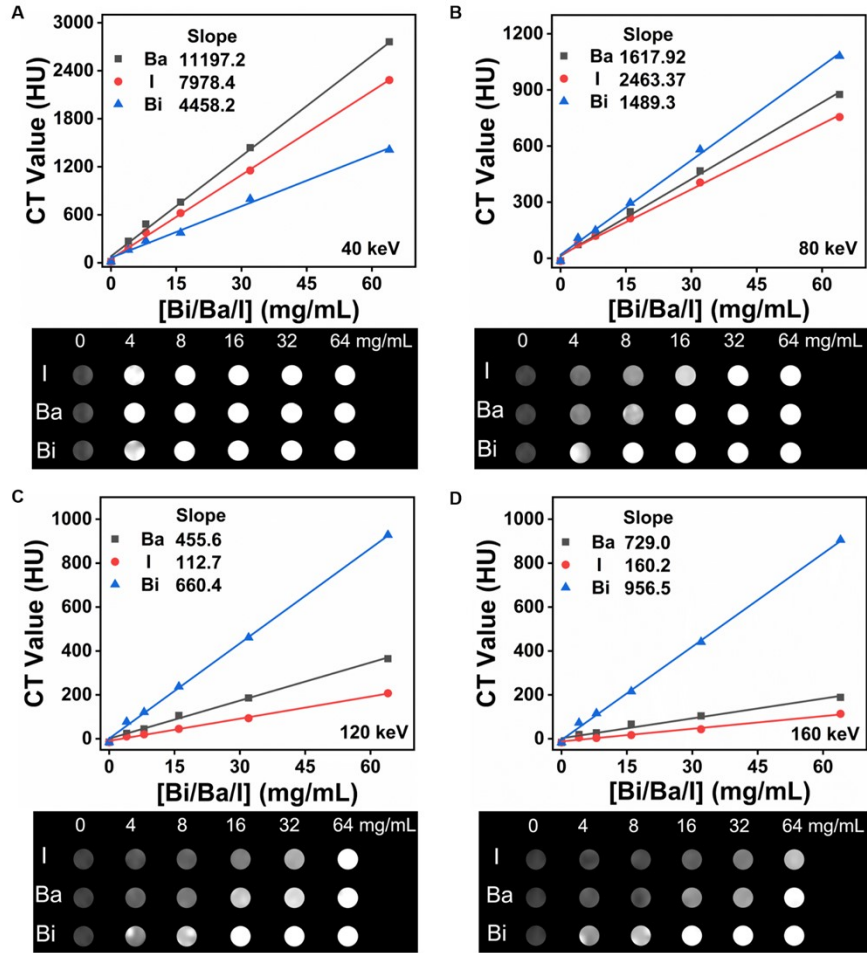 A
CT Value (HU)
3000
2400
1800
1200
600
0
Slope
Ba 11197.2
I 7978.4
Bi 4458.2
40 keV
0 15 30 45 60
[Bi/Ba/I] (mg/mL)
0 4 8 16 32 64 mg/mL
I
Ba
Bi
B
CT Value (HU)
1200
900
600
300
0
Slope
Ba 1617.92
I 2463.37
Bi 1489.3
80 keV
0 15 30 45 60
[Bi/Ba/I] (mg/mL)
0 4 8 16 32 64 mg/mL
I
Ba
Bi
C
CT Value (HU)
1000
800
600
400
200
0
Slope
Ba 455.6
I 112.7
Bi 660.4
120 keV
0 15 30 45 60
[Bi/Ba/I] (mg/mL)
0 4 8 16 32 64 mg/mL
I
Ba
Bi
D
CT Value (HU)
1000
800
600
400
200
0
Slope
Ba 729.0
I 160.2
Bi 956.5
160 keV
0 15 30 45 60
[Bi/Ba/I] (mg/mL)
0 4 8 16 32 64 mg/mL
I
Ba
Bi